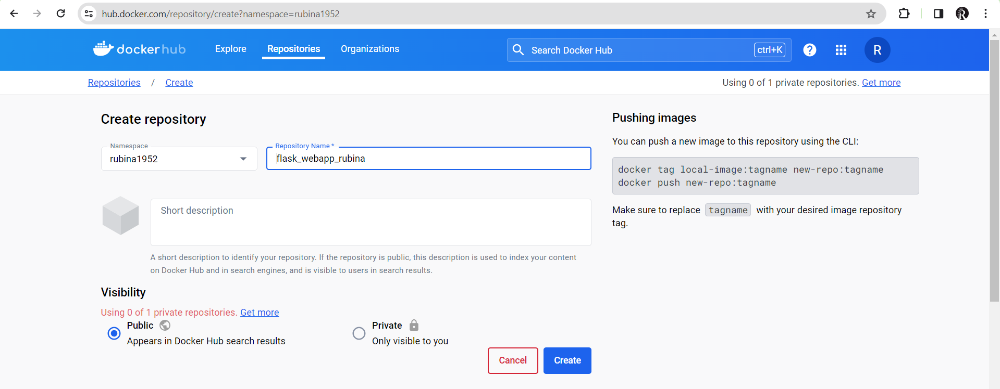 hub.docker.com/repository/create?namespace=rubina1952
docker hub
Explore
Repositories
Organizations
Search Docker Hub
ctrl+K
?
R
Repositories / Create
Using 0 of 1 private repositories. Get more
Create repository
Namespace
rubina1952
Repository Name *
flask_webapp_rubina
Short description
A short description to identify your repository. If the repository is public, this description is used to index your content
on Docker Hub and in search engines, and is visible to users in search results.
Visibility
Using 0 of 1 private repositories. Get more
Public
Appears in Docker Hub search results
Private
Only visible to you
Cancel
Create
Pushing images
You can push a new image to this repository using the CLI:
docker tag local-image:tagname new-repo:tagname
docker push new-repo:tagname
Make sure to replace tagname with your desired image repository
tag.